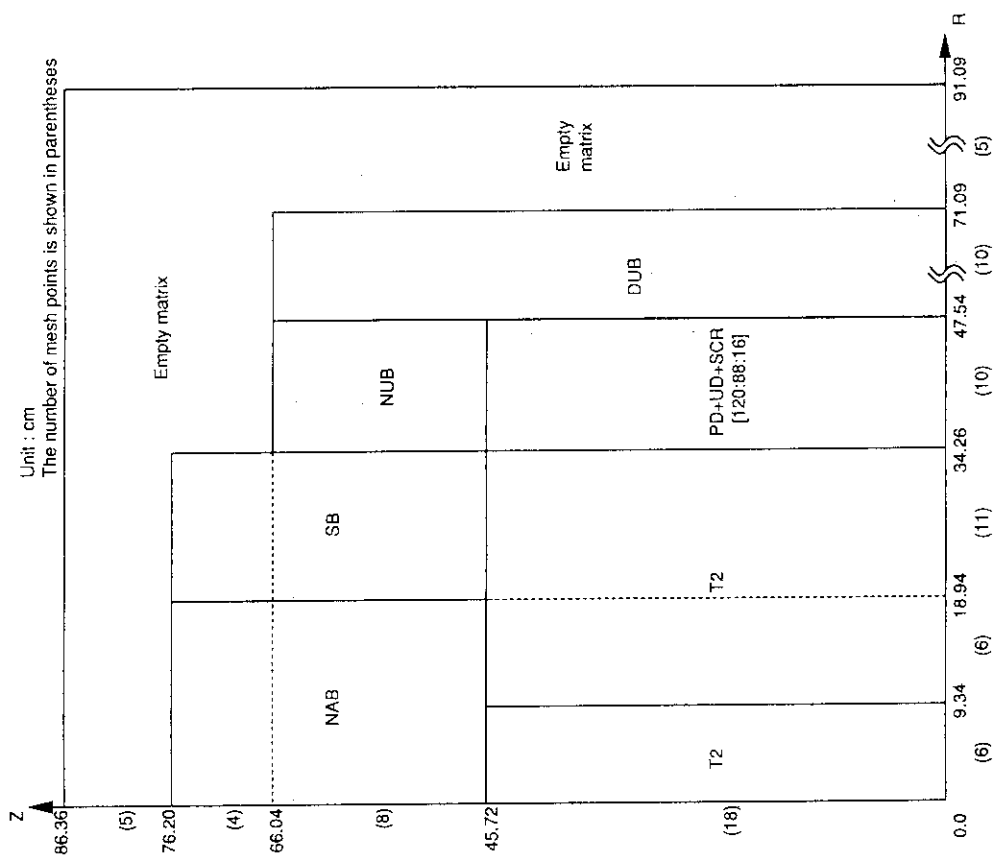 Unit : cm
The number of mesh points is shown in parentheses
Z
86.36
(5)
76.20
(4)
66.04
(8)
45.72
(18)
0.0
Empty matrix
NAB
SB
NUB
DUB
Empty
matrix
T2
T2
PD+UD+SCR
[120:88:16]
9.34
18.94
34.26
47.54
71.09
91.09
R
(6)
(6)
(11)
(10)
(10)
(5)